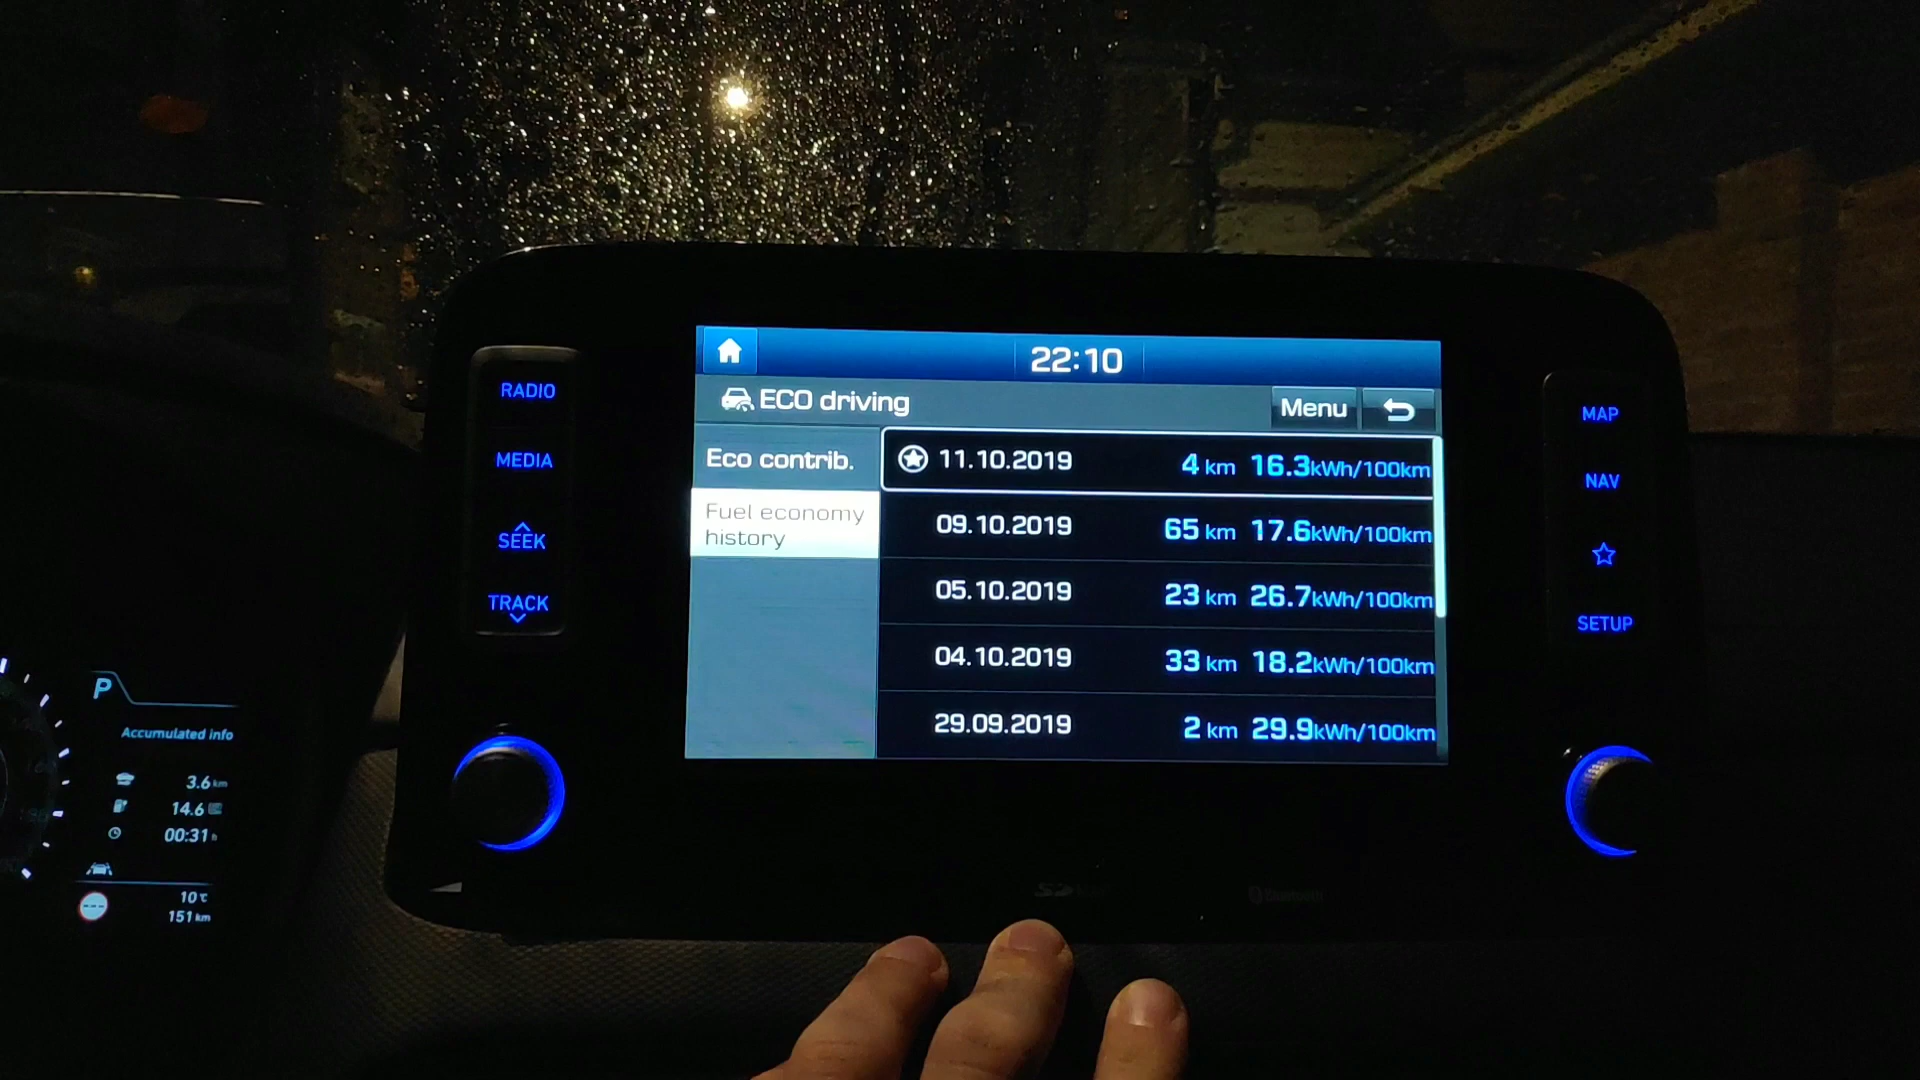 22:10
ECO driving
Menu
Eco contrib.
Fuel economy
history
11.10.2019 4 km 16.3kWh/100km
09.10.2019 65 km 17.6kWh/100km
05.10.2019 23 km 26.7kWh/100km
04.10.2019 33 km 18.2kWh/100km
29.09.2019 2 km 29.9kWh/100km
RADIO
MEDIA
SEEK
TRACK
MAP
NAV
SETUP
P
Accumulated info
3.6 km
14.6
00:31 h
10°C
151 km
Bluetooth